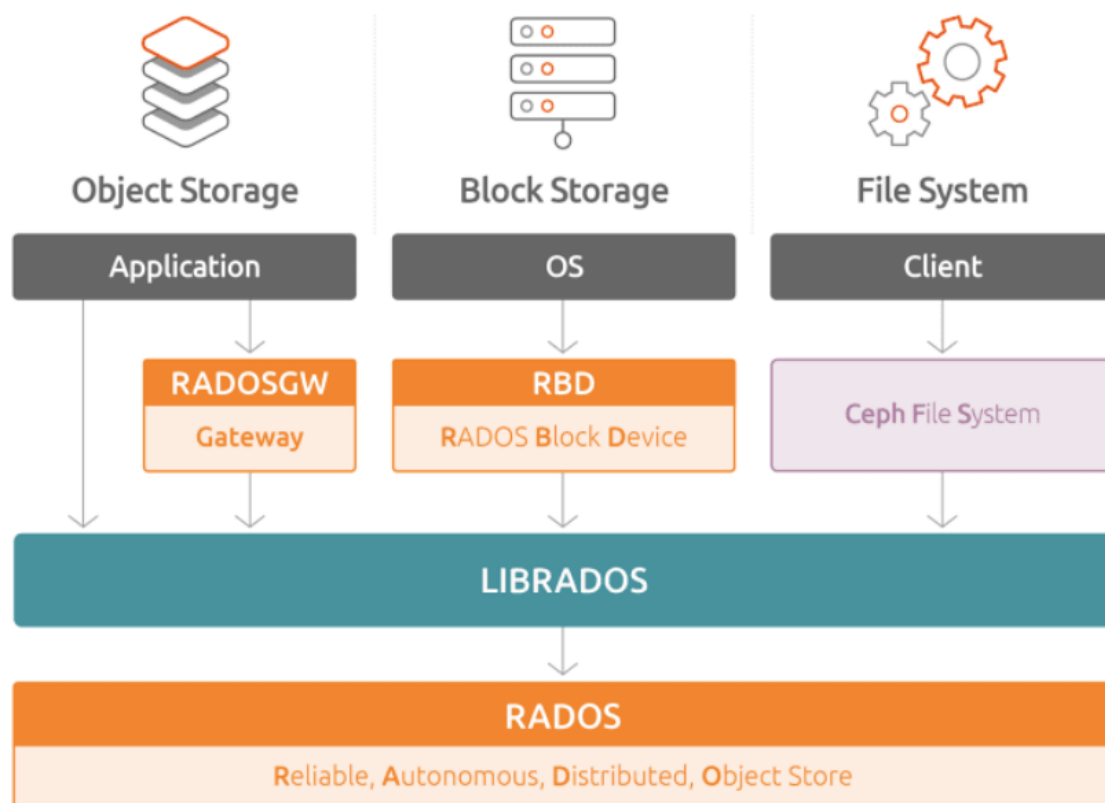 Object Storage
Block Storage
File System
Application
OS
Client
RADOSGW
Gateway
RBD
RADOS Block Device
Ceph File System
LIBRADOS
RADOS
Reliable, Autonomous, Distributed, Object Store